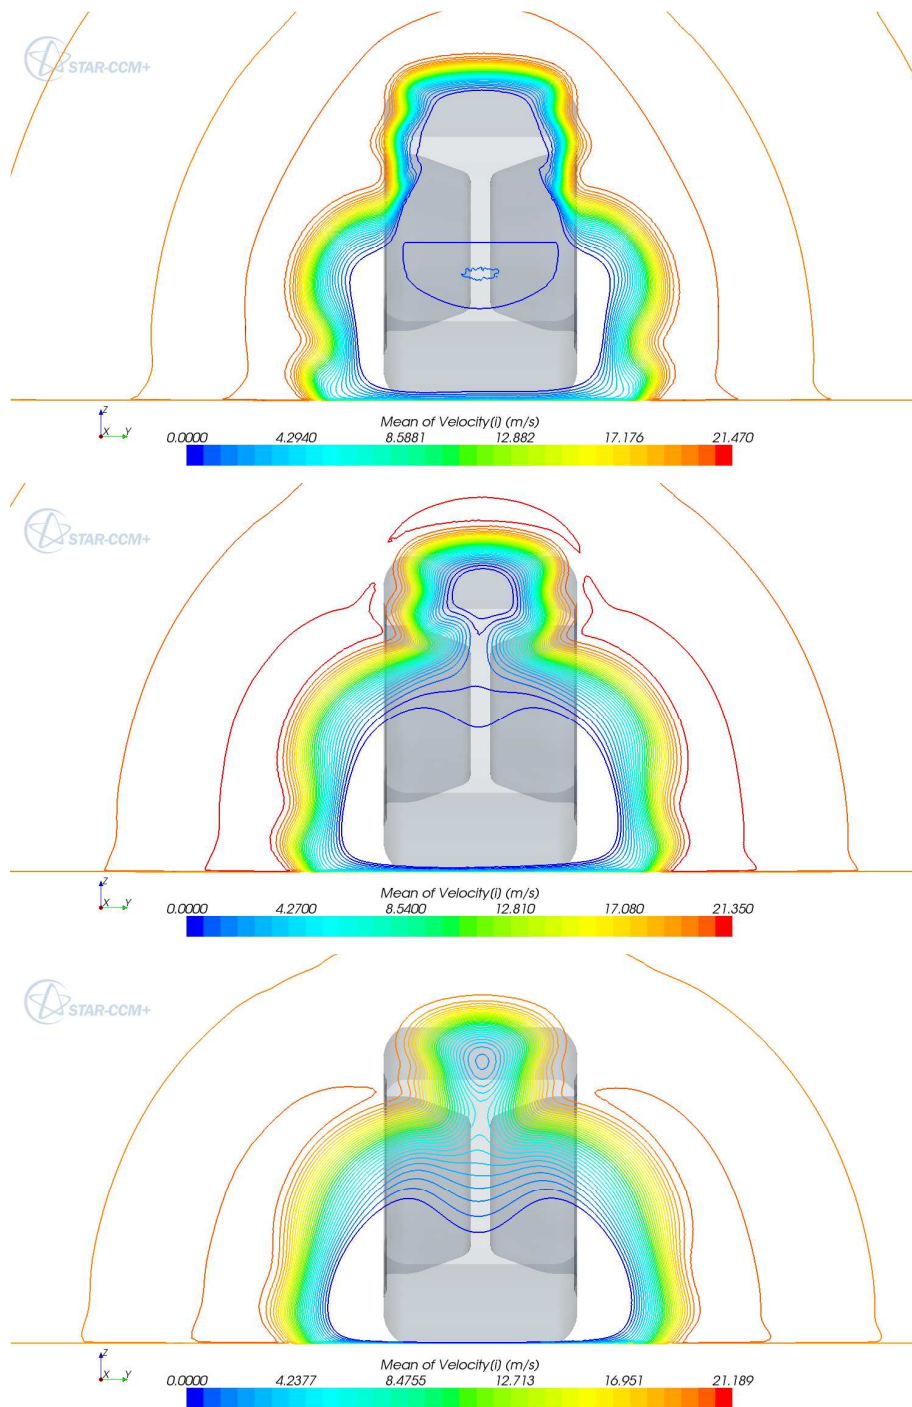 STAR-CCM+
Z
X Y
Mean of Velocity(i) (m/s)
0.0000 4.2940 8.5881 12.882 17.176 21.470
STAR-CCM+
Z
X Y
Mean of Velocity(i) (m/s)
0.0000 4.2700 8.5400 12.810 17.080 21.350
STAR-CCM+
Z
X Y
Mean of Velocity(i) (m/s)
0.0000 4.2377 8.4755 12.713 16.951 21.189